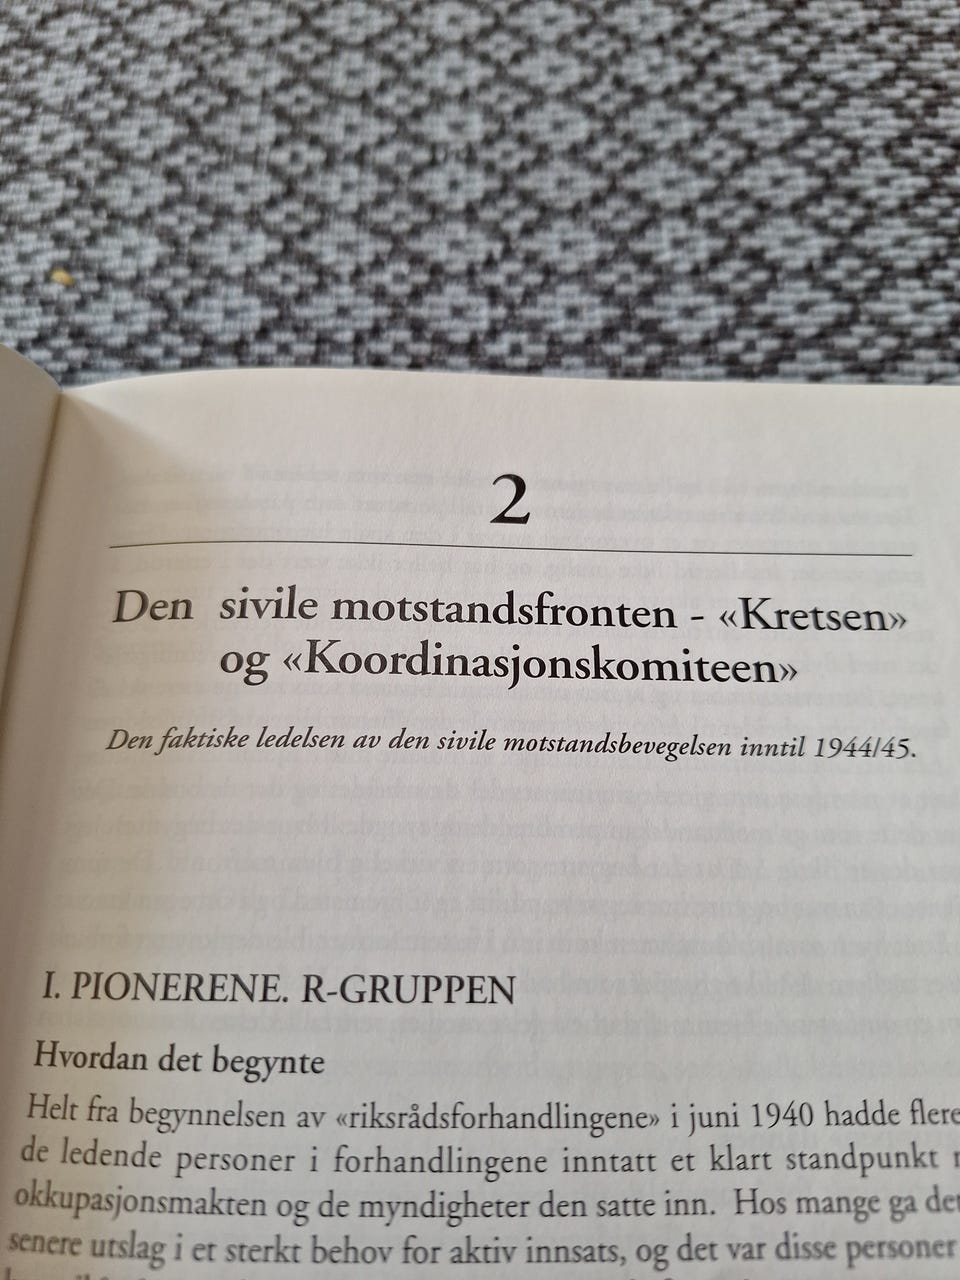 2
Den sivile motstandsfronten - «Kretsen»
og «Koordinasjonskomiteen»
Den faktiske ledelsen av den sivile motstandsbevegelsen inntil 1944/45.
I. PIONERENE. R-GRUPPEN
Hvordan det begynte
Helt fra begynnelsen av «riksrådsforhandlingene» i juni 1940 hadde flere
de ledende personer i forhandlingene inntatt et klart standpunkt
okkupasjonsmakten og de myndigheter den satte inn. Hos mange ga det
senere utslag i et sterkt behov for aktiv innsats, og det var disse personer